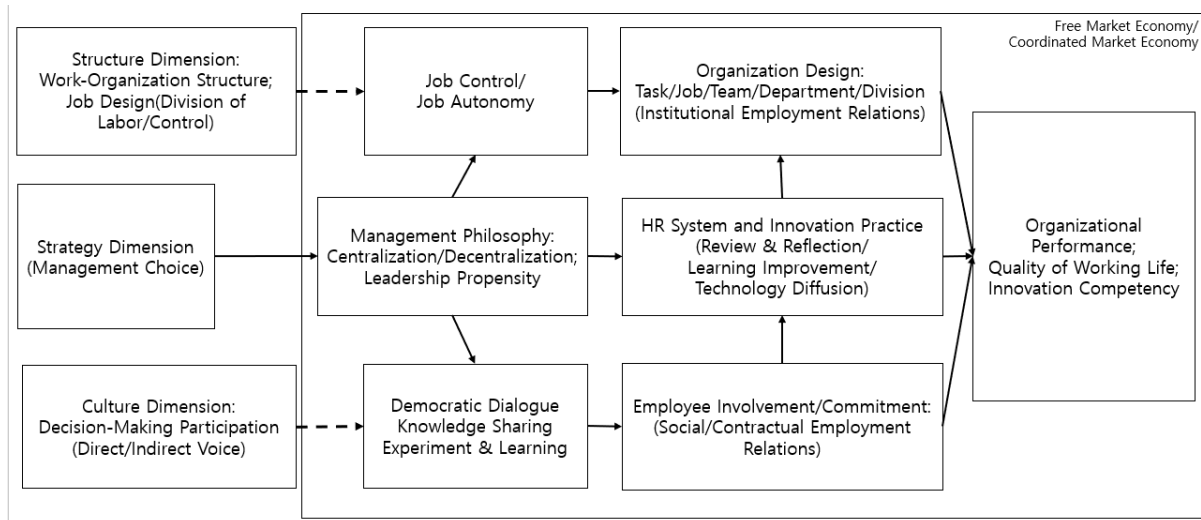 Free Market Economy/
Coordinated Market Economy
Structure Dimension:
Work-Organization Structure;
Job Design(Division of
Labor/Control)
Job Control/
Job Autonomy
Organization Design:
Task/Job/Team/Department/Division
(Institutional Employment Relations)
Strategy Dimension
(Management Choice)
Management Philosophy:
Centralization/Decentralization;
Leadership Propensity
HR System and Innovation Practice
(Review & Reflection/
Learning Improvement/
Technology Diffusion)
Organizational
Performance;
Quality of Working Life;
Innovation Competency
Culture Dimension:
Decision-Making Participation
(Direct/Indirect Voice)
Democratic Dialogue
Knowledge Sharing
Experiment & Learning
Employee Involvement/Commitment:
(Social/Contractual Employment
Relations)